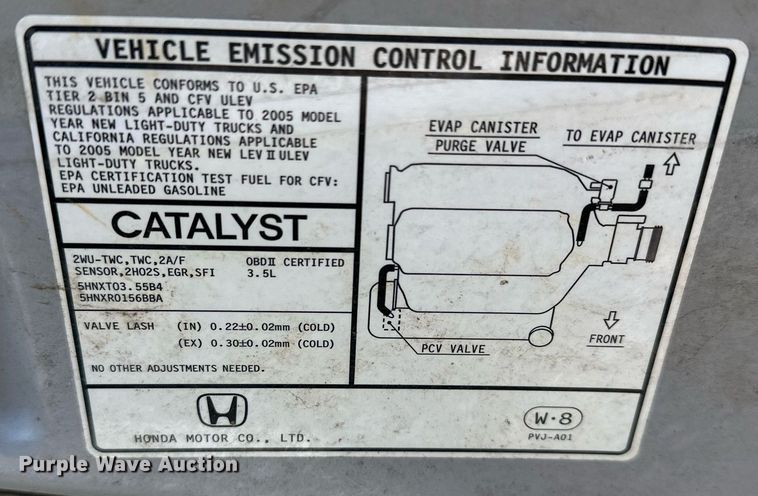 VEHICLE EMISSION CONTROL INFORMATION
THIS VEHICLE CONFORMS TO U.S. EPA
TIER 2 BIN 5 AND CFV ULEV
REGULATIONS APPLICABLE TO 2005 MODEL
YEAR NEW LIGHT-DUTY TRUCKS AND
CALIFORNIA REGULATIONS APPLICABLE
TO 2005 MODEL YEAR NEW LEV II ULEV
LIGHT-DUTY TRUCKS.
EPA CERTIFICATION TEST FUEL FOR CFV:
EPA UNLEADED GASOLINE
CATALYST
2WU-TWC,TWC,2A/F OBD II CERTIFIED
SENSOR,2HO2S,EGR,SFI 3.5L
5HNXT03.55B4
5HNXR0156BBA
VALVE LASH (IN) 0.22±0.02mm (COLD)
(EX) 0.30±0.02mm (COLD)
NO OTHER ADJUSTMENTS NEEDED.
EVAP CANISTER
PURGE VALVE
TO EVAP CANISTER
FRONT
PCV VALVE
HONDA MOTOR CO., LTD.
W-8
PVJ-A01
Purple Wave Auction